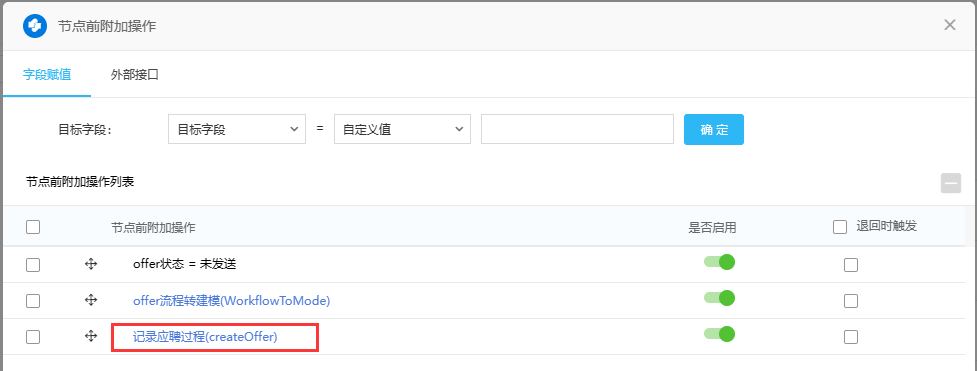 节点前附加操作
字段赋值 外部接口
目标字段: 目标字段 = 自定义值 确 定
节点前附加操作列表
节点前附加操作 是否启用 退回时触发
offer状态 = 未发送
offer流程转建模(WorkflowToMode)
记录应聘过程(createOffer)